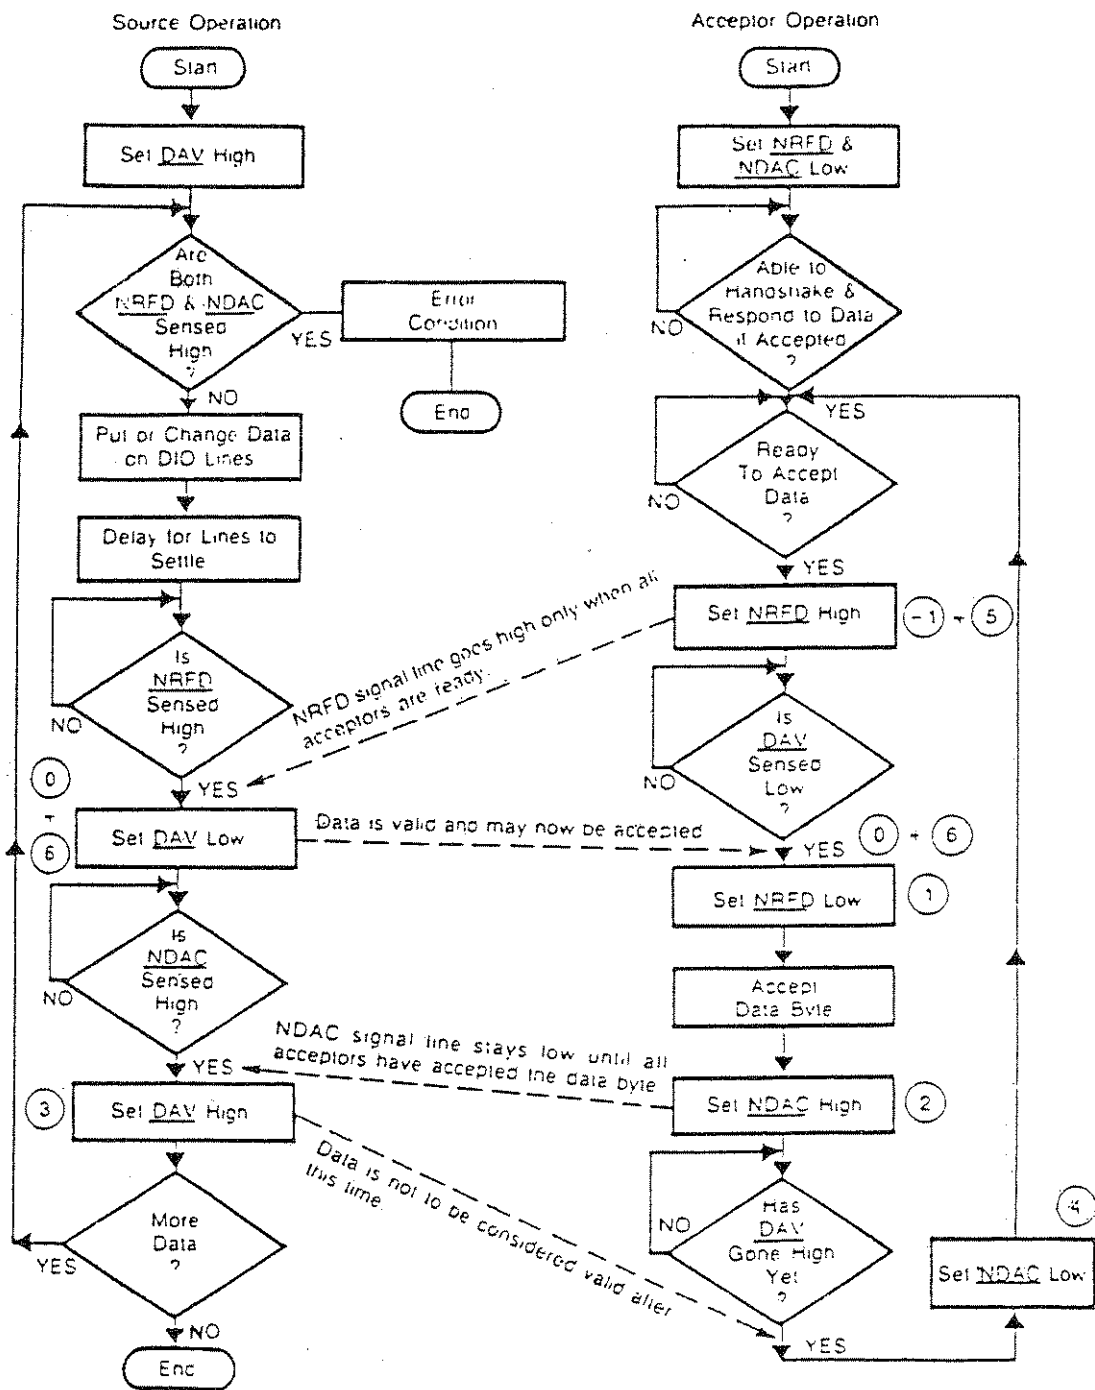 Source Operation
Start
Set DAV High
Are
Both
NRFD & NDAC
Sensed
High
?
YES
Error
Condition
End
NO
Put or Change Data
on DIO Lines
Delay for Lines to
Settle
Is
NRFD
Sensed
High
?
NO
YES
0
+
6
Set DAV Low
Is
NDAC
Sensed
High
?
NO
YES
3
Set DAV High
More
Data
?
YES
NO
End
NRFD signal line goes high only when all
acceptors are ready.
Data is valid and may now be accepted
NDAC signal line stays low until all
acceptors have accepted the data byte
Data is not to be considered valid after
this time.
Acceptor Operation
Start
Set NRFD &
NDAC Low
Able to
Handshake &
Respond to Data
if Accepted
?
NO
YES
Ready
To Accept
Data
?
NO
YES
Set NRFD High
-1 + 5
Is
DAV
Sensed
Low
?
NO
YES
0 + 6
Set NRFD Low
1
Accept
Data Byte
Set NDAC High
2
Has
DAV
Gone High
Yet
?
NO
YES
4
Set NDAC Low